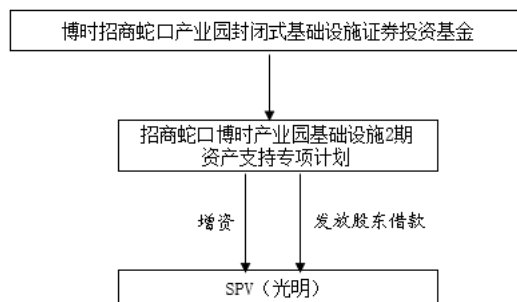 博时招商蛇口产业园封闭式基础设施证券投资基金
招商蛇口博时产业园基础设施2期
资产支持专项计划
增资
发放股东借款
SPV（光明）